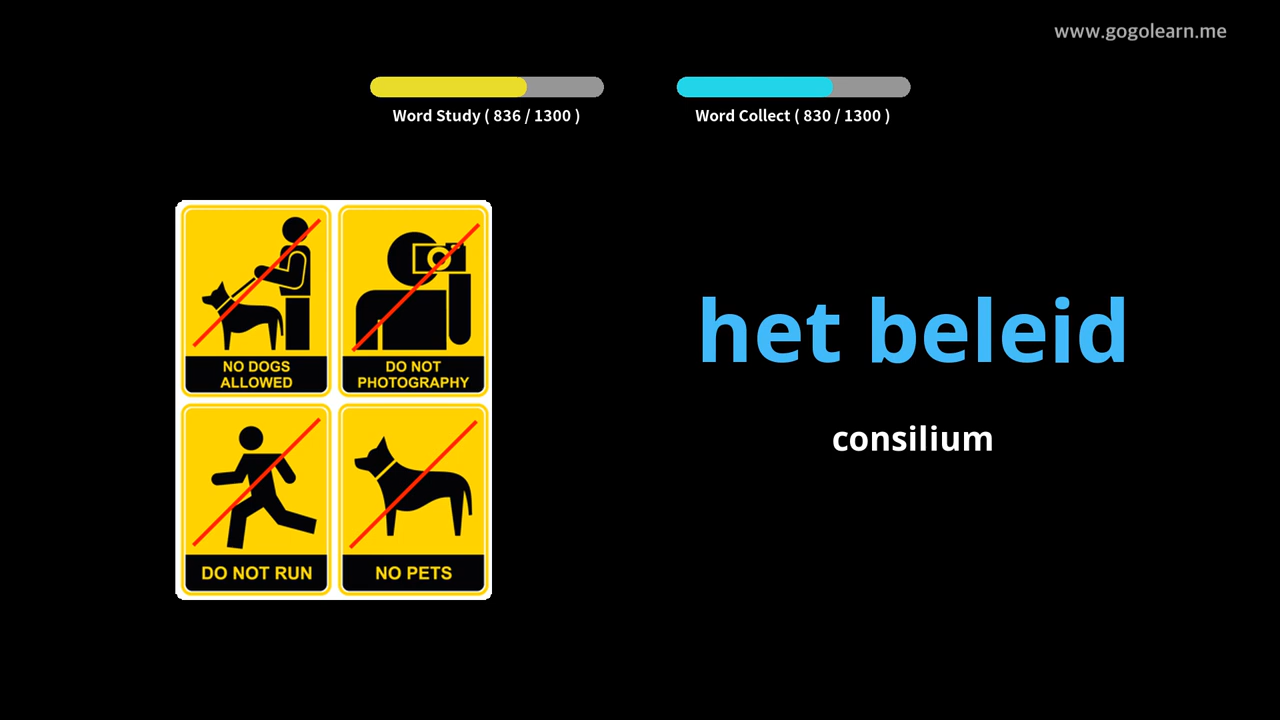 www.gogolearn.me
Word Study ( 836 / 1300 )
Word Collect ( 830 / 1300 )
NO DOGS
ALLOWED
DO NOT
PHOTOGRAPHY
DO NOT RUN
NO PETS
het beleid
consilium